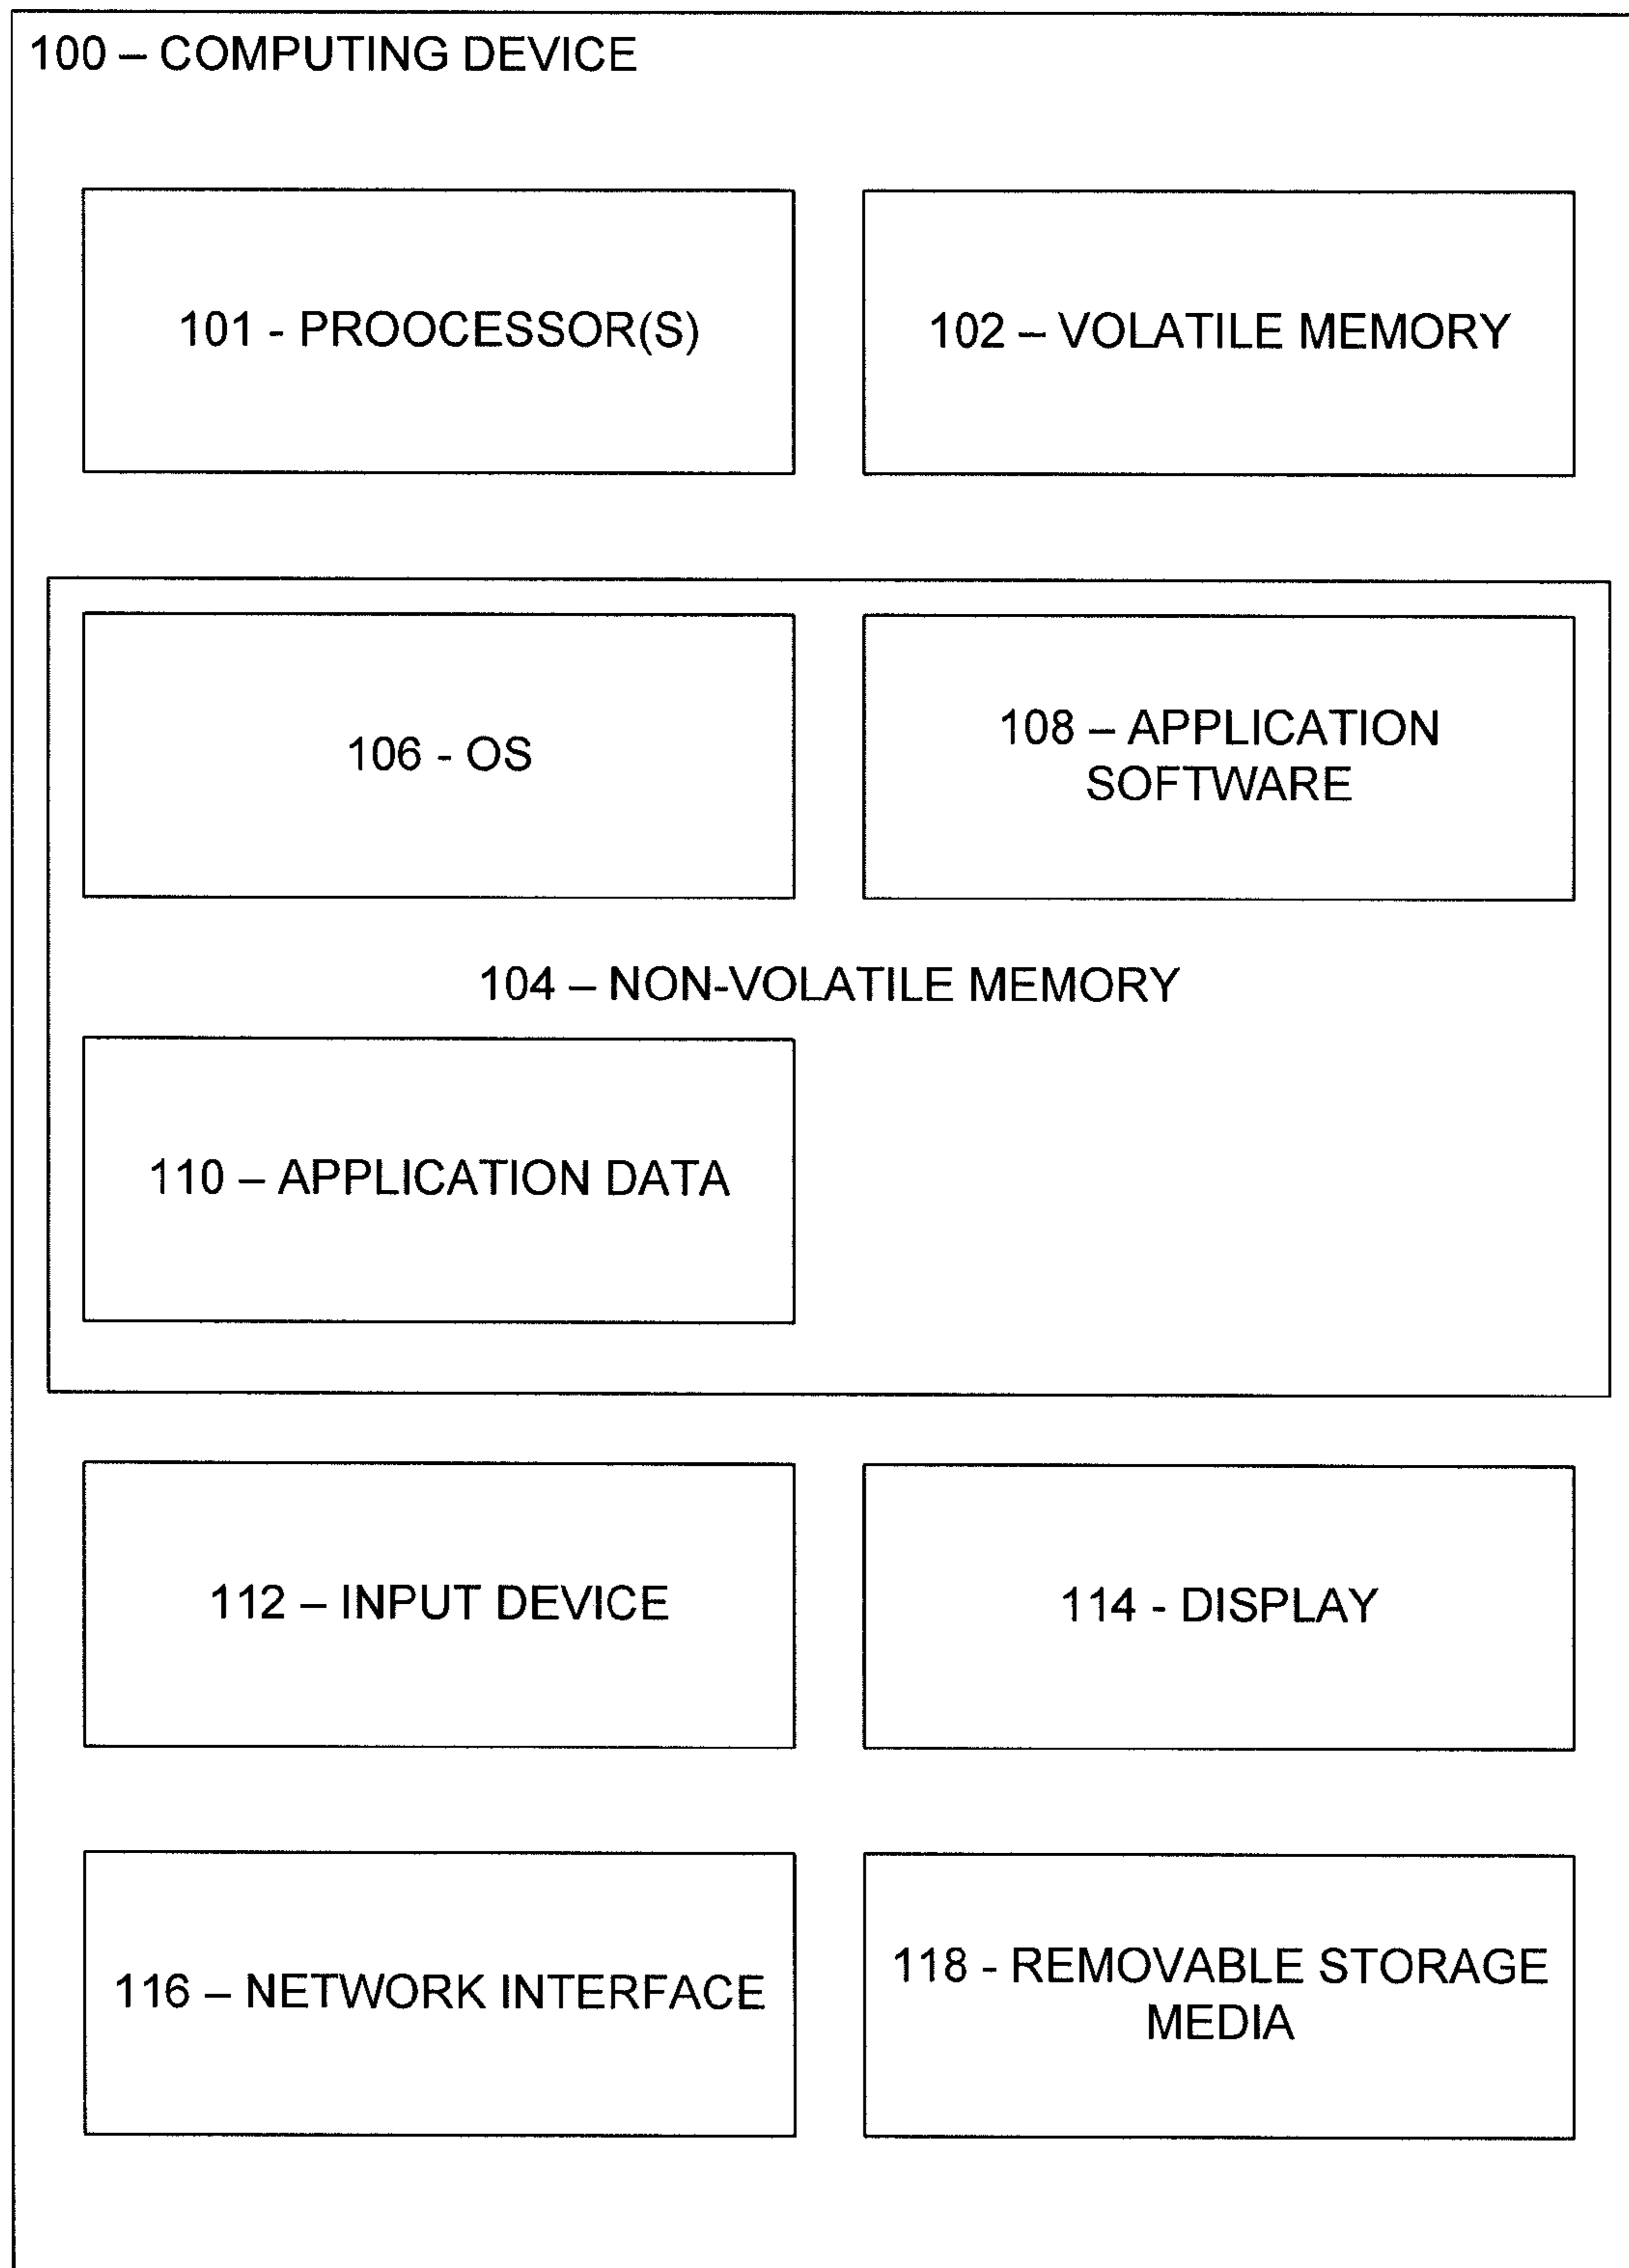 100 – COMPUTING DEVICE
101 - PROOCESSOR(S)
102 – VOLATILE MEMORY
106 - OS
108 – APPLICATION
SOFTWARE
104 – NON-VOLATILE MEMORY
110 – APPLICATION DATA
112 – INPUT DEVICE
114 - DISPLAY
116 – NETWORK INTERFACE
118 - REMOVABLE STORAGE
MEDIA